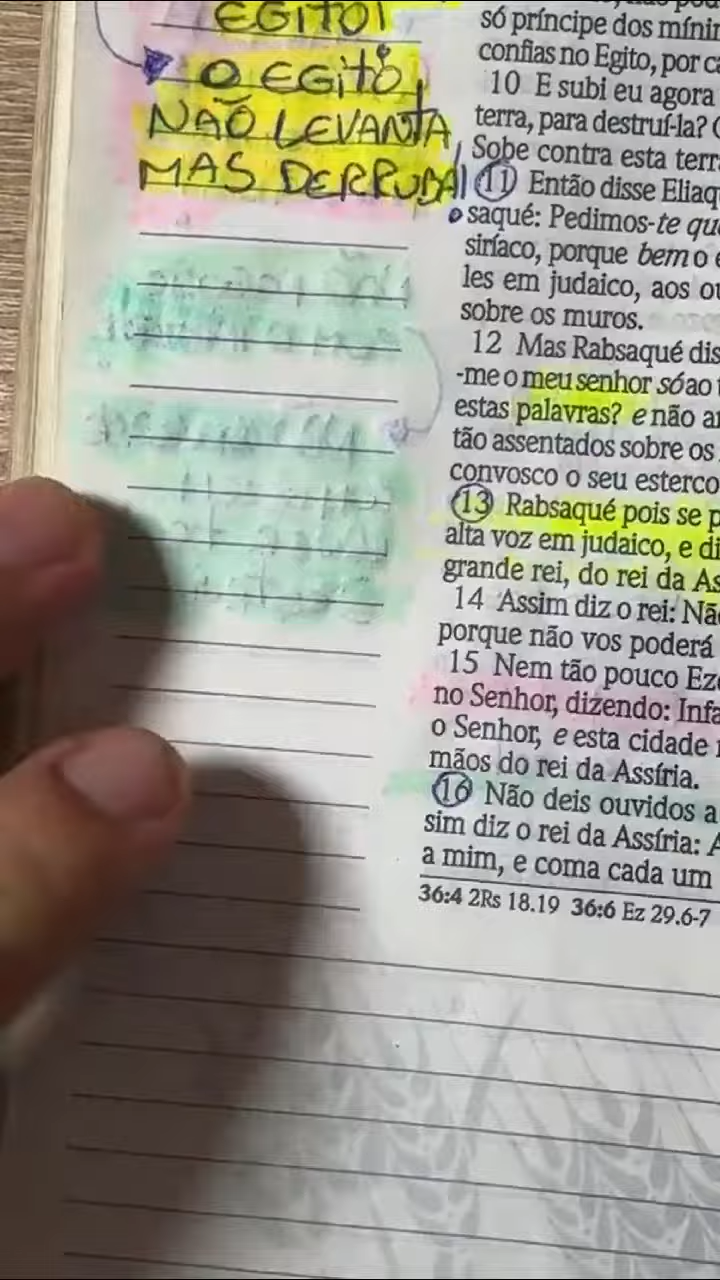 EGITO!
O EGITO
NÃO LEVANTA,
MAS DERRUBA!
só príncipe dos mínir
confias no Egito, por ca
10 E subi eu agora
terra, para destruí-la?
Sobe contra esta terra
11 Então disse Eliaq
saqué: Pedimos-te que
siríaco, porque bem o e
les em judaico, aos ou
sobre os muros.
12 Mas Rabsaqué dis
-me o meu senhor só ao t
estas palavras? e não an
tão assentados sobre os
convosco o seu esterco
13 Rabsaqué pois se p
alta voz em judaico, e di
grande rei, do rei da As
14 Assim diz o rei: Não
porque não vos poderá
15 Nem tão pouco Eze
no Senhor, dizendo: Infa
o Senhor, e esta cidade
mãos do rei da Assíria.
16 Não deis ouvidos a
sim diz o rei da Assíria: A
a mim, e coma cada um
36:4 2Rs 18.19 36:6 Ez 29.6-7